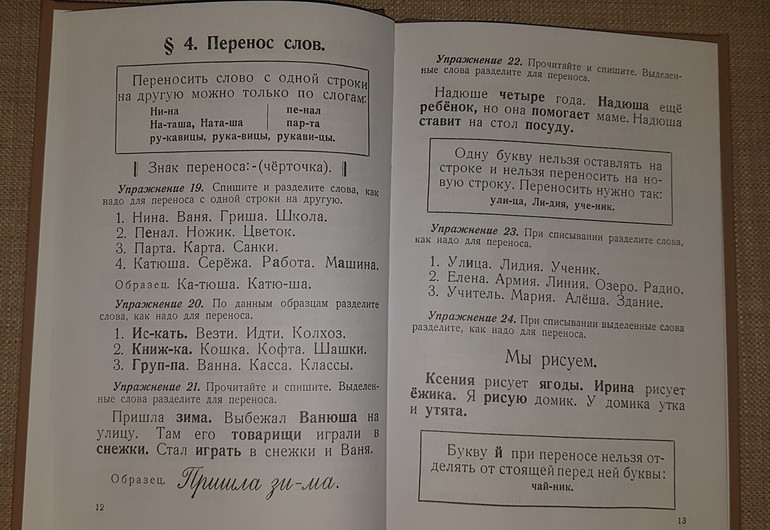 § 4. Перенос слов.
Переносить слово с одной строки
на другую можно только по слогам:
Ни-на пе-нал
На-таша, Ната-ша пар-та
ру-кавицы, рука-вицы, рукави-цы.
Знак переноса:-(чёрточка).
Упражнение 19. Спишите и разделите слова, как
надо для переноса с одной строки на другую.
1. Нина. Ваня. Гриша. Школа.
2. Пенал. Ножик. Цветок.
3. Парта. Карта. Санки.
4. Катюша. Серёжа. Работа. Машина.
Образец. Ка-тюша. Катю-ша.
Упражнение 20. По данным образцам разделите
слова, как надо для переноса.
1. Ис-кать. Везти. Идти. Колхоз.
2. Книж-ка. Кошка. Кофта. Шашки.
3. Груп-па. Ванна. Касса. Классы.
Упражнение 21. Прочитайте и спишите. Выделен-
ные слова разделите для переноса.
Пришла зима. Выбежал Ванюша на
улицу. Там его товарищи играли в
снежки. Стал играть в снежки и Ваня.
Образец. Пришла зи-ма.
12
Упражнение 22. Прочитайте и спишите. Выделен-
ные слова разделите для переноса.
Надюше четыре года. Надюша ещё
ребёнок, но она помогает маме. Надюша
ставит на стол посуду.
Одну букву нельзя оставлять на
строке и нельзя переносить на но-
вую строку. Переносить нужно так:
ули-ца, Ли-дия, уче-ник.
Упражнение 23. При списывании разделите слова,
как надо для переноса.
1. Улица. Лидия. Ученик.
2. Елена. Армия. Линия. Озеро. Радио.
3. Учитель. Мария. Алёша. Здание.
Упражнение 24. При списывании выделенные слова
разделите, как надо для переноса.
Мы рисуем.
Ксения рисует ягоды. Ирина рисует
ёжика. Я рисую домик. У домика утка
и утята.
Букву й при переносе нельзя от-
делять от стоящей перед ней буквы:
чай-ник.
13